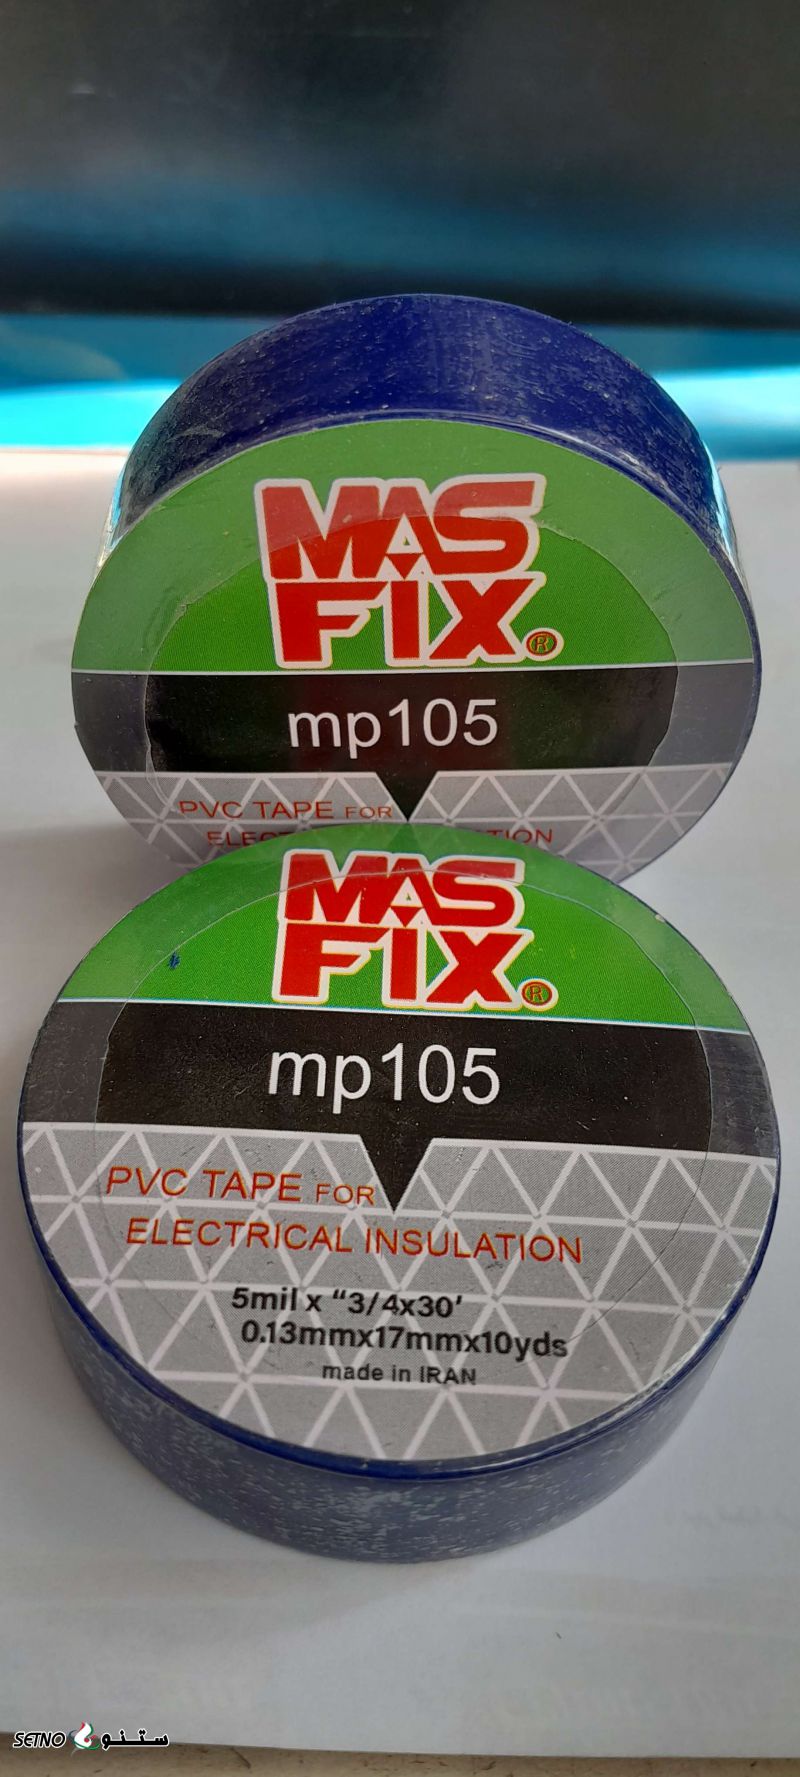 MAS
FIX®
mp105
PVC TAPE FOR
MAS
FIX®
mp105
PVC TAPE FOR
ELECTRICAL INSULATION
5mil x “3/4x30'
0.13mmx17mmx10yds
made in IRAN
SETNO ستنو